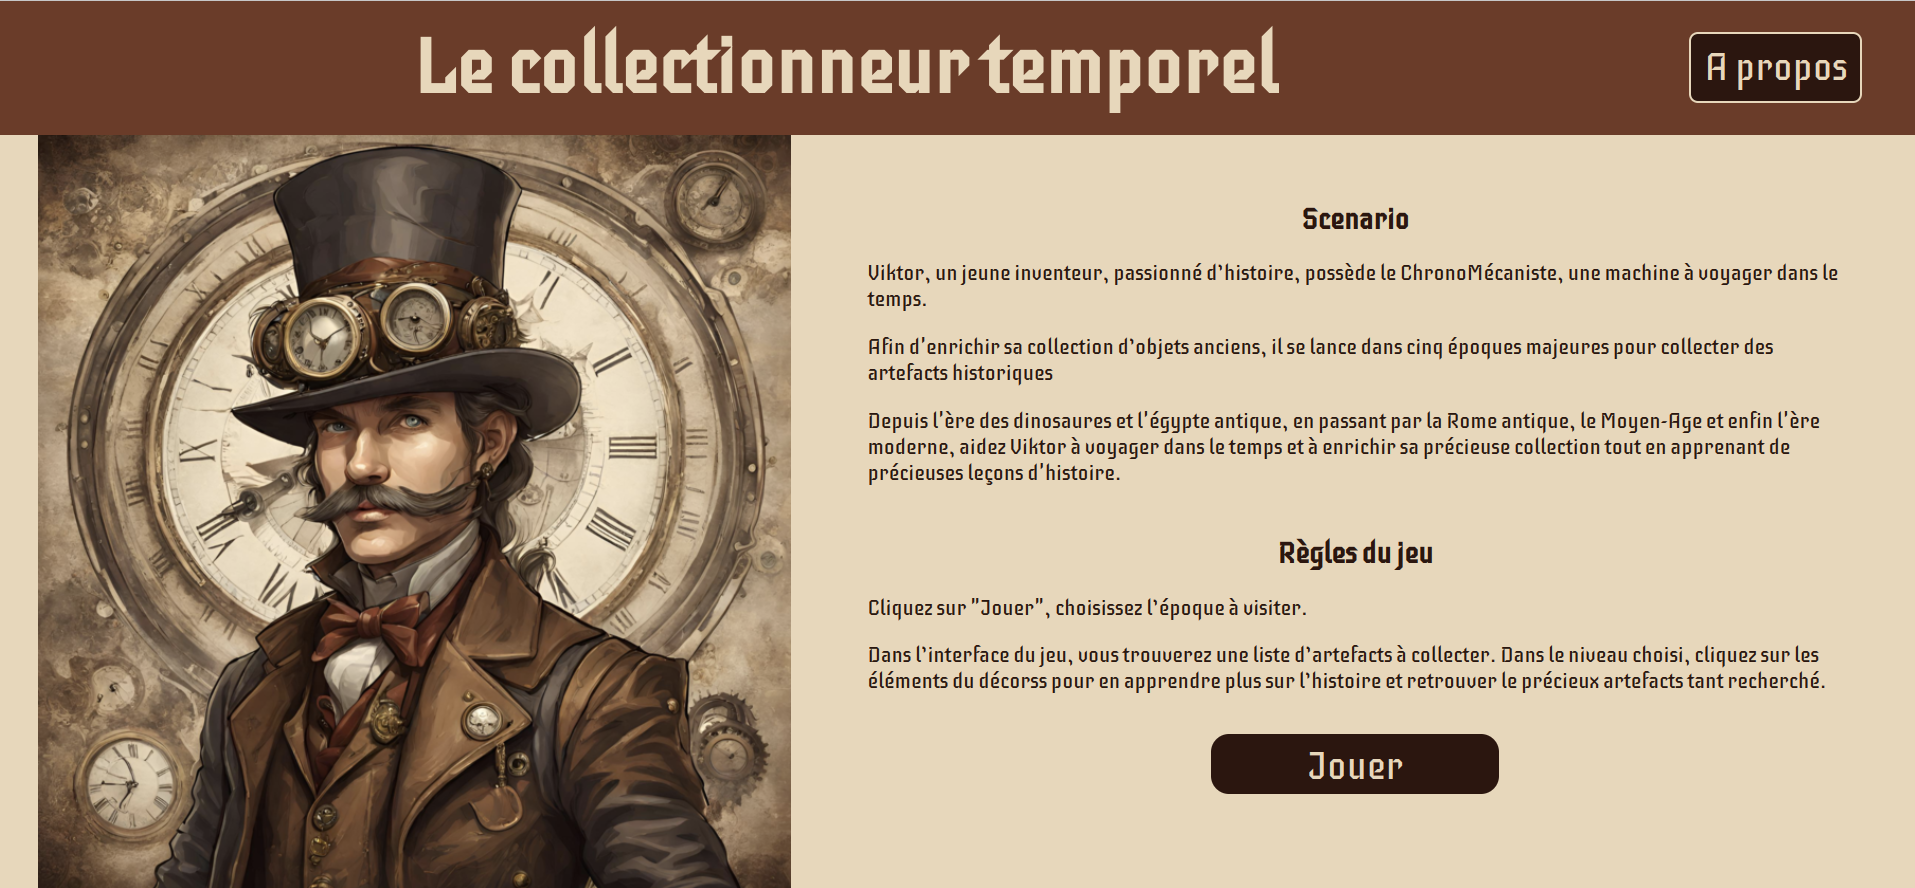 Le collectionneur temporel
A propos
Scenario
Viktor, un jeune inventeur, passionné d'histoire, possède le ChronoMécaniste, une machine à voyager dans le
temps.
Afin d'enrichir sa collection d'objets anciens, il se lance dans cinq époques majeures pour collecter des
artefacts historiques
Depuis l'ère des dinosaures et l'égypte antique, en passant par la Rome antique, le Moyen-Age et enfin l'ère
moderne, aidez Viktor à voyager dans le temps et à enrichir sa précieuse collection tout en apprenant de
précieuses leçons d'histoire.
Règles du jeu
Cliquez sur "Jouer", choisissez l'époque à visiter.
Dans l'interface du jeu, vous trouverez une liste d'artefacts à collecter. Dans le niveau choisi, cliquez sur les
éléments du décorss pour en apprendre plus sur l'histoire et retrouver le précieux artefacts tant recherché.
Jouer